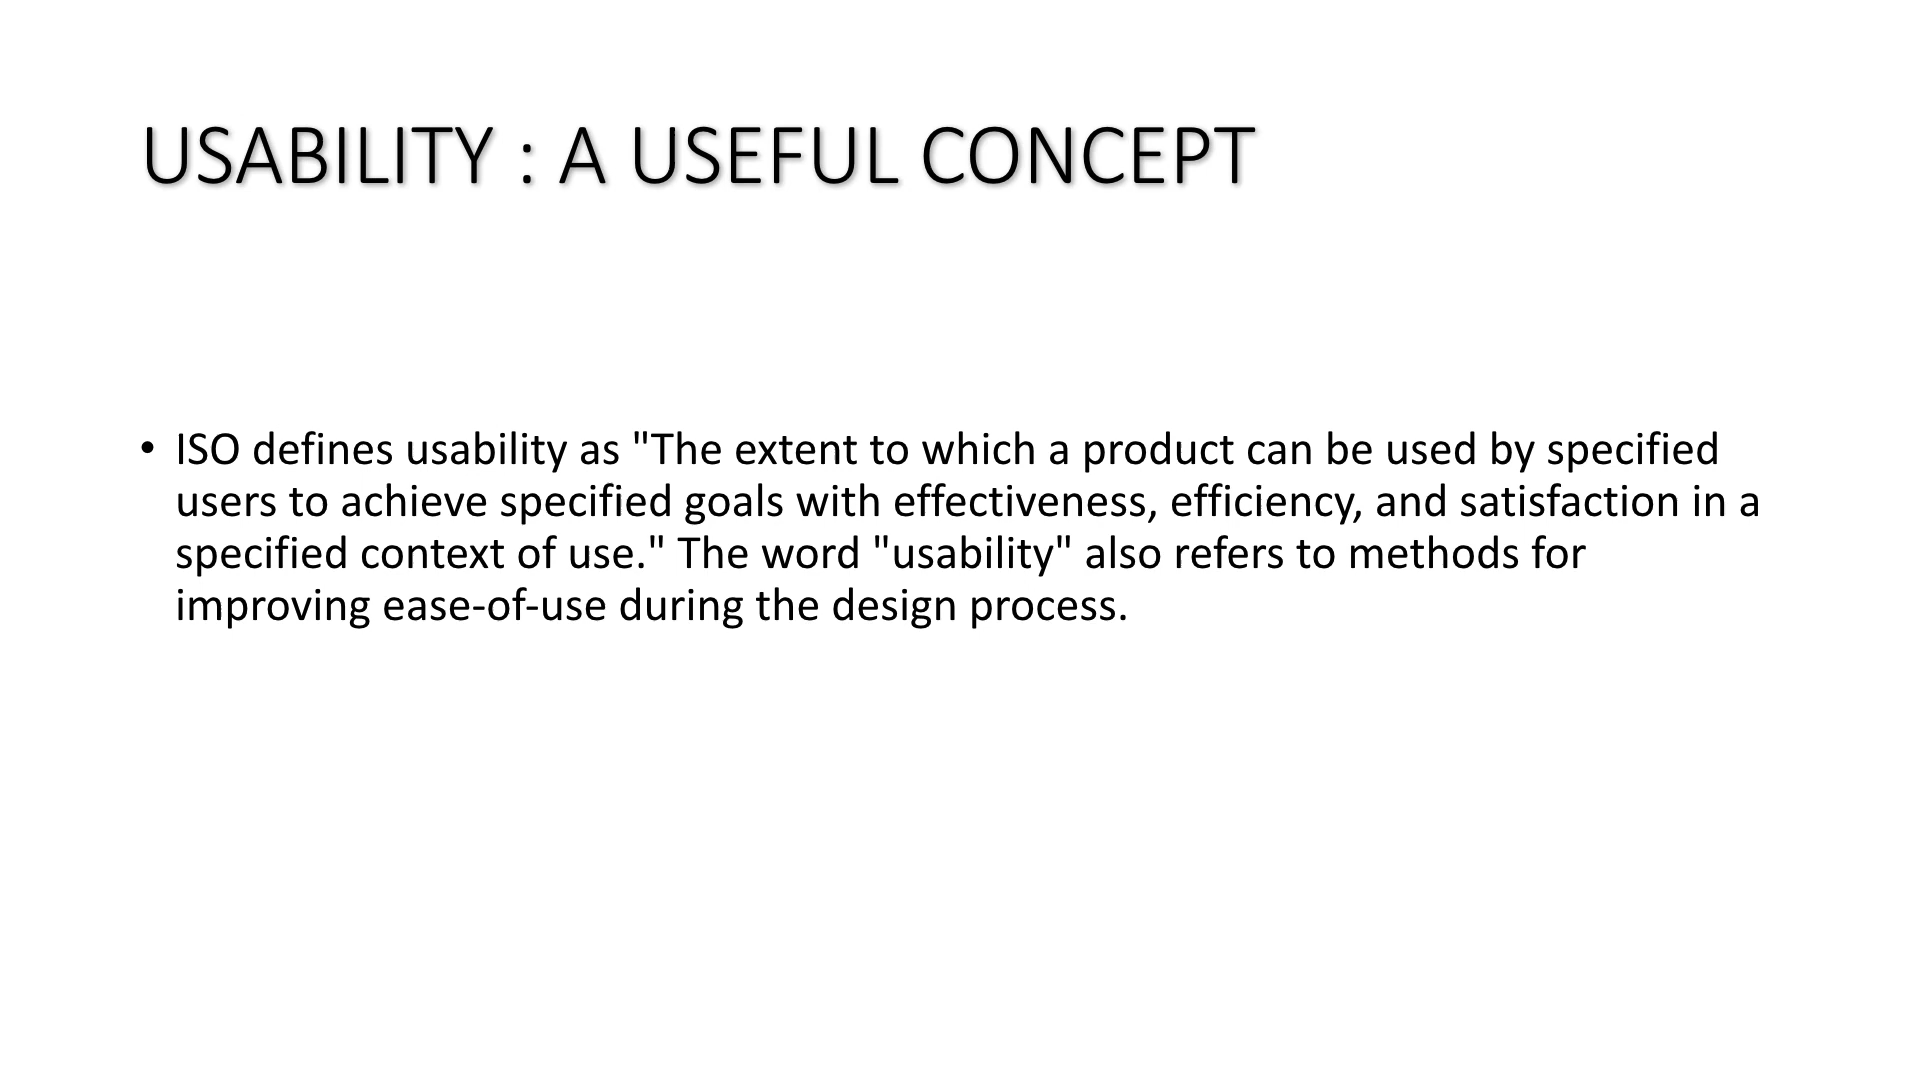 USABILITY : A USEFUL CONCEPT
• ISO defines usability as "The extent to which a product can be used by specified
users to achieve specified goals with effectiveness, efficiency, and satisfaction in a
specified context of use." The word "usability" also refers to methods for
improving ease-of-use during the design process.